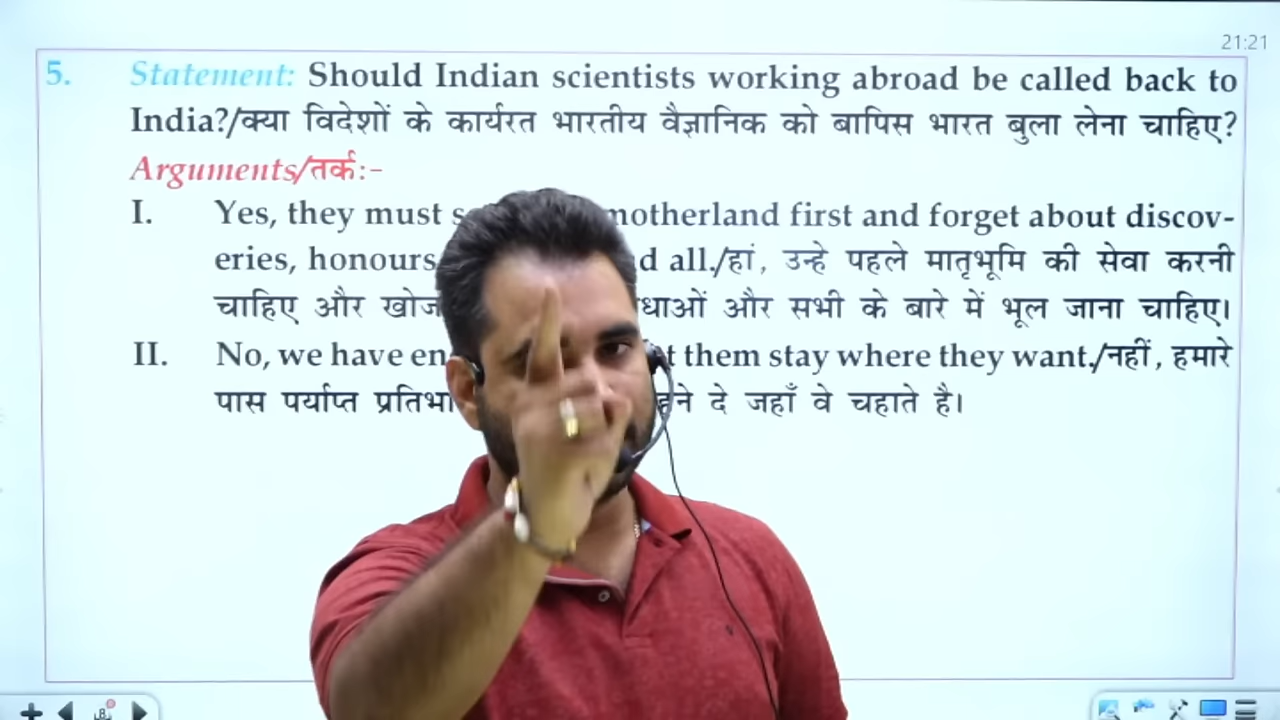 21:21
5. Statement: Should Indian scientists working abroad be called back to
India?/क्या विदेशों के कार्यरत भारतीय वैज्ञानिक को बापिस भारत बुला लेना चाहिए?
Arguments/तर्क:-
I. Yes, they must motherland first and forget about discov-
eries, honours all./हां, उन्हे पहले मातृभूमि की सेवा करनी
चाहिए और और सभी के बारे में भूल जाना चाहिए।
II. No, we have them stay where they want./नहीं, हमारे
पास पर्याप्त दे जहाँ वे चहाते है।